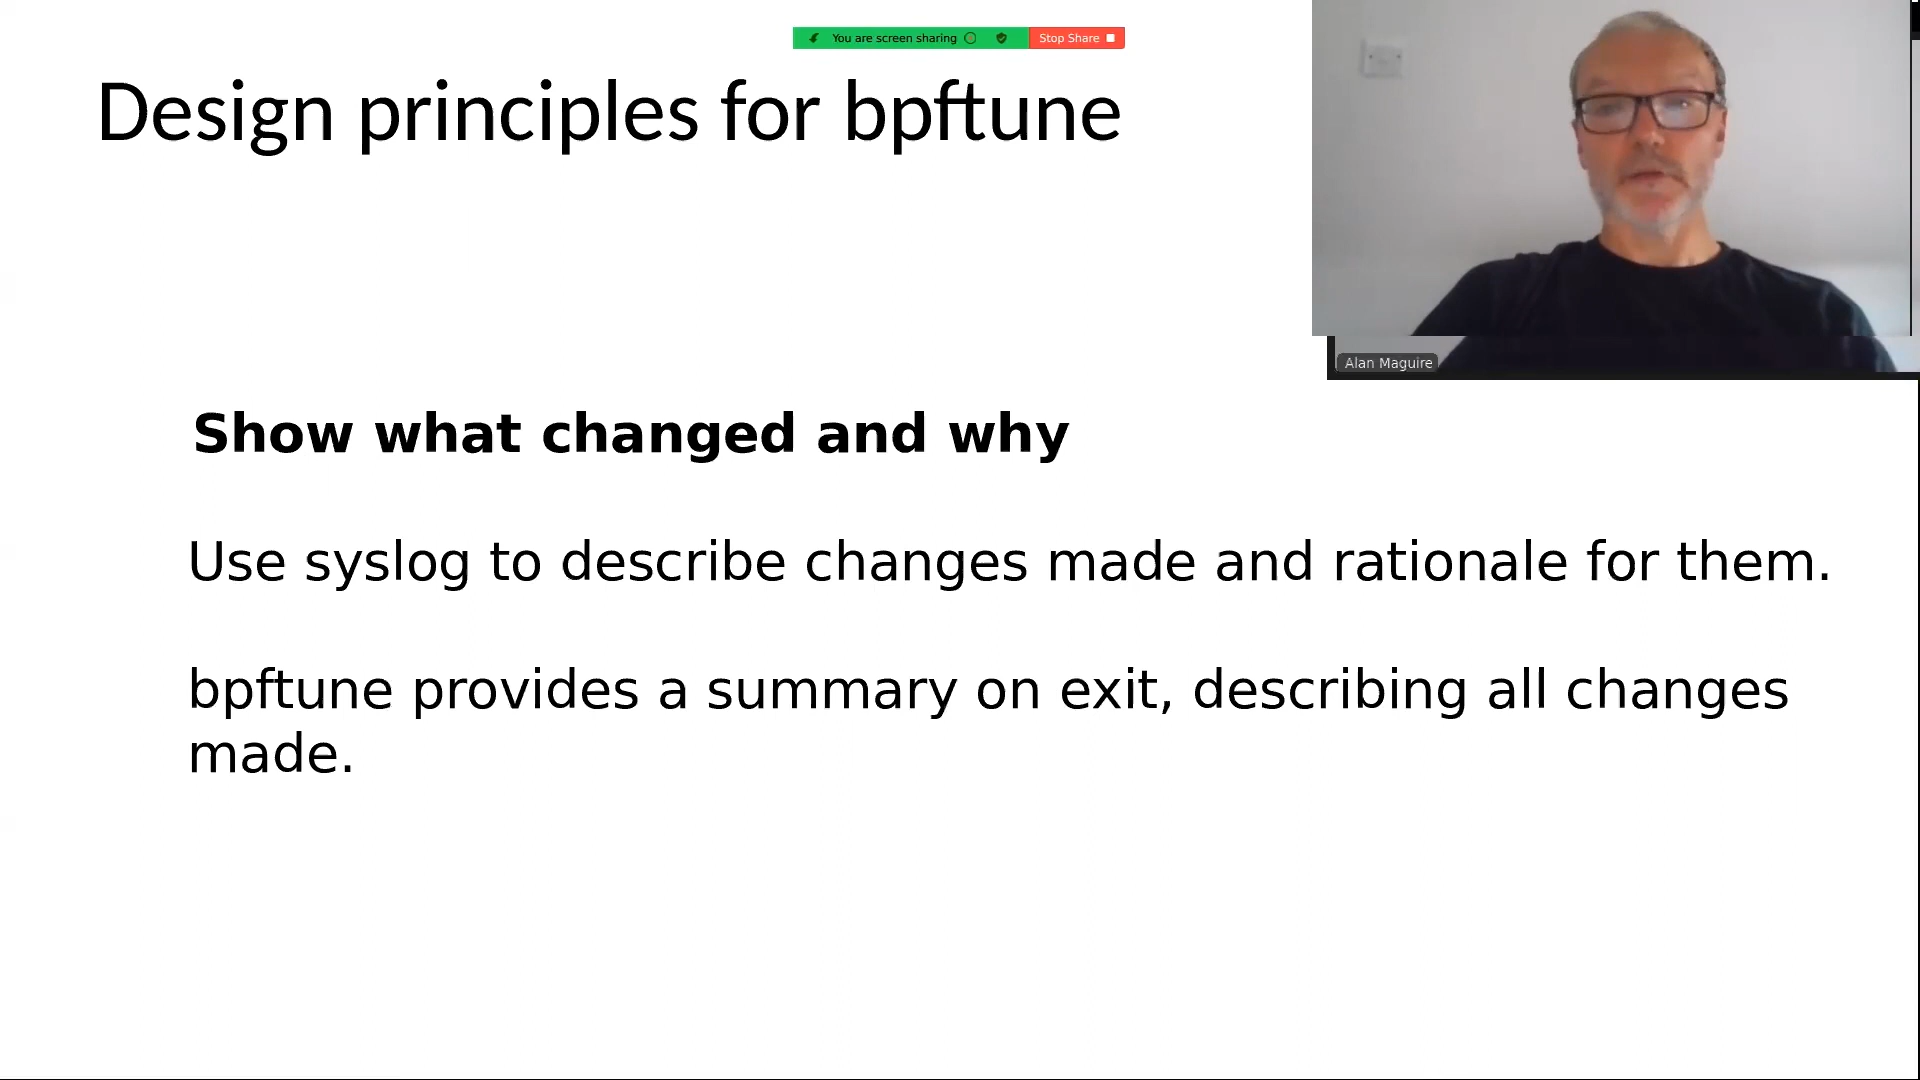 You are screen sharing
Stop Share
Design principles for bpftune
Alan Maguire
Show what changed and why
Use syslog to describe changes made and rationale for them.
bpftune provides a summary on exit, describing all changes
made.